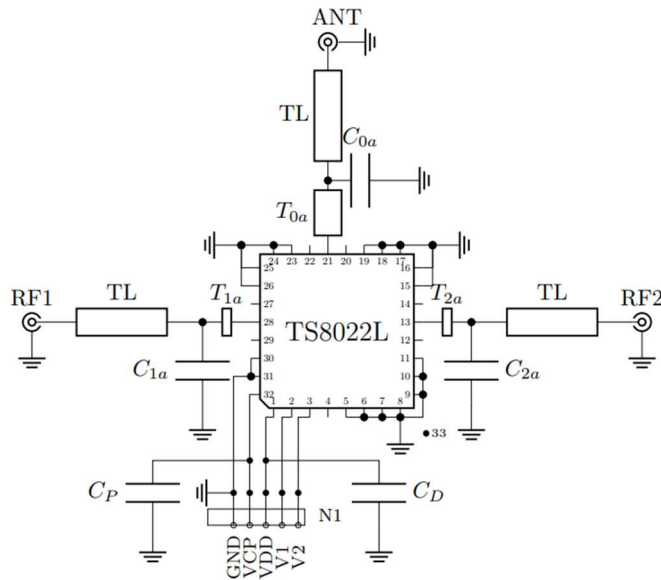 ANT
TL
C0a
T0a
24 23 22 21 20 19 18 17
25 16
26 15
RF1 TL T1a 27 14 T2a TL RF2
28 TS8022L 13
29 12
C1a 30 11 C2a
31 10
32 9
1 2 3 4 5 6 7 8
33
CP CD
N1
GND VCP VDD V1 V2